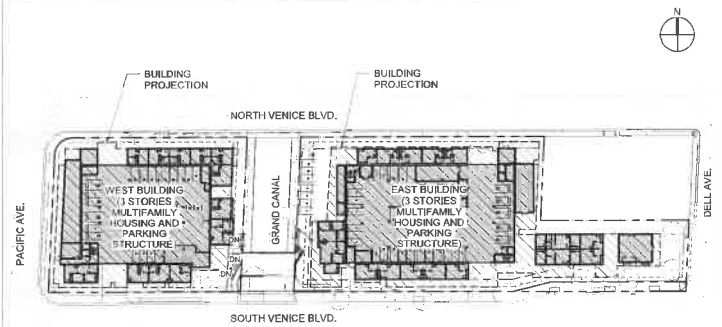 N
BUILDING
PROJECTION
BUILDING
PROJECTION
NORTH VENICE BLVD.
PACIFIC AVE.
WEST BUILDING
(3 STORIES
MULTIFAMILY
HOUSING AND
PARKING
STRUCTURE
GRAND CANAL
EAST BUILDING
(3 STORIES
MULTIFAMILY
HOUSING AND
PARKING
STRUCTURE)
DELL AVE.
DN
DN
DN
SOUTH VENICE BLVD.